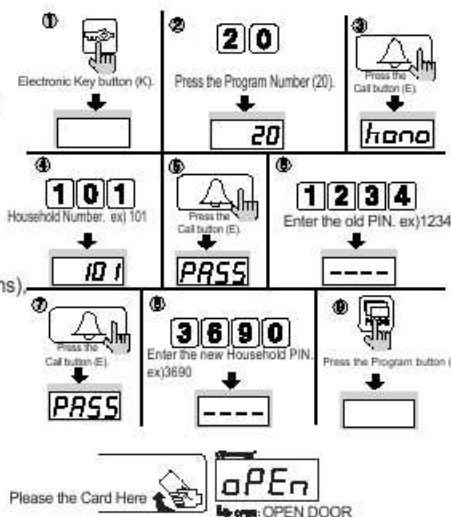 ①
②
③
2 0
Electronic Key button (K).
Press the Program Number (20).
Press the
Call button (E).
20
hono
④
⑤
⑥
1 0 1
1 2 3 4
Household Number. ex) 101
Press the
Call button (E).
Enter the old PIN. ex)1234
101
PASS
----
ns),
⑦
⑧
⑨
3 6 9 0
Press the
Call button (E).
Enter the new Household PIN.
ex)3690
Press the Program button (
PASS
----
Please the Card Here
oPEn
OPEN DOOR